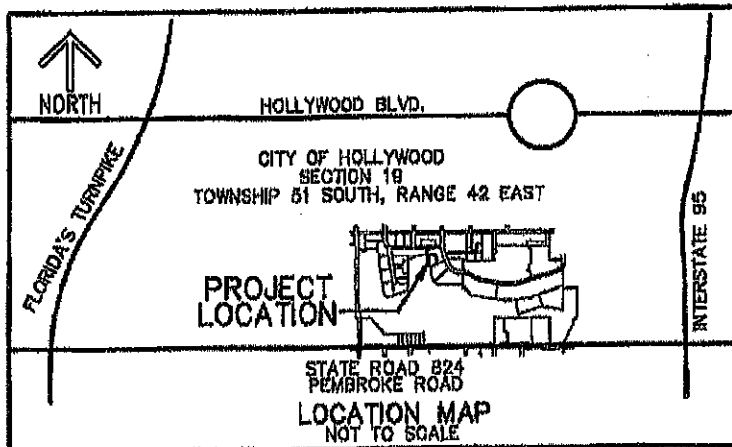 NORTH
HOLLYWOOD BLVD.
CITY OF HOLLYWOOD
SECTION 19
TOWNSHIP 51 SOUTH, RANGE 42 EAST
FLORIDA'S TURNPIKE
INTERSTATE 95
PROJECT
LOCATION
STATE ROAD 824
PEMBROKE ROAD
LOCATION MAP
NOT TO SCALE